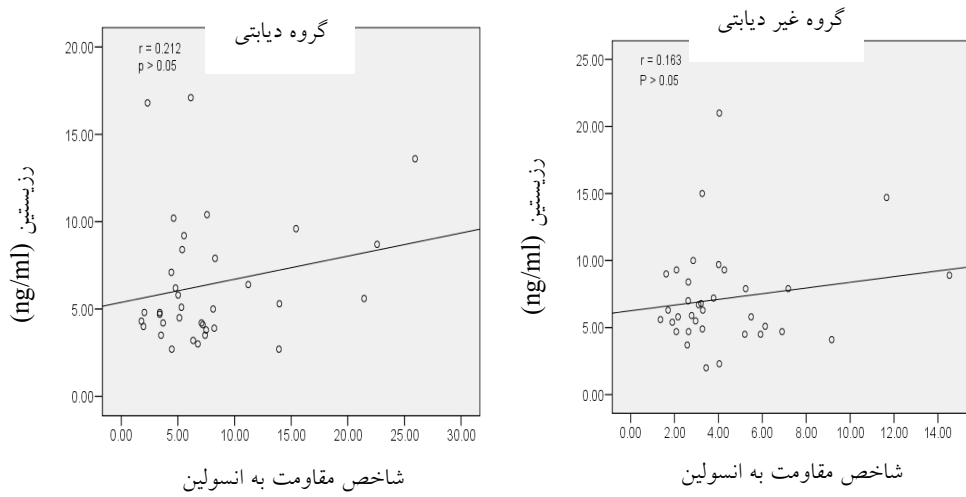 گروه دیابتی
r = 0.212
p > 0.05
20.00
15.00
10.00
5.00
0.00
0.00 5.00 10.00 15.00 20.00 25.00 30.00
رزیستین (ng/ml)
شاخص مقاومت به انسولین
گروه غیر دیابتی
r = 0.163
P > 0.05
25.00
20.00
15.00
10.00
5.00
0.00
0.00 2.00 4.00 6.00 8.00 10.00 12.00 14.00
رزیستین (ng/ml)
شاخص مقاومت به انسولین